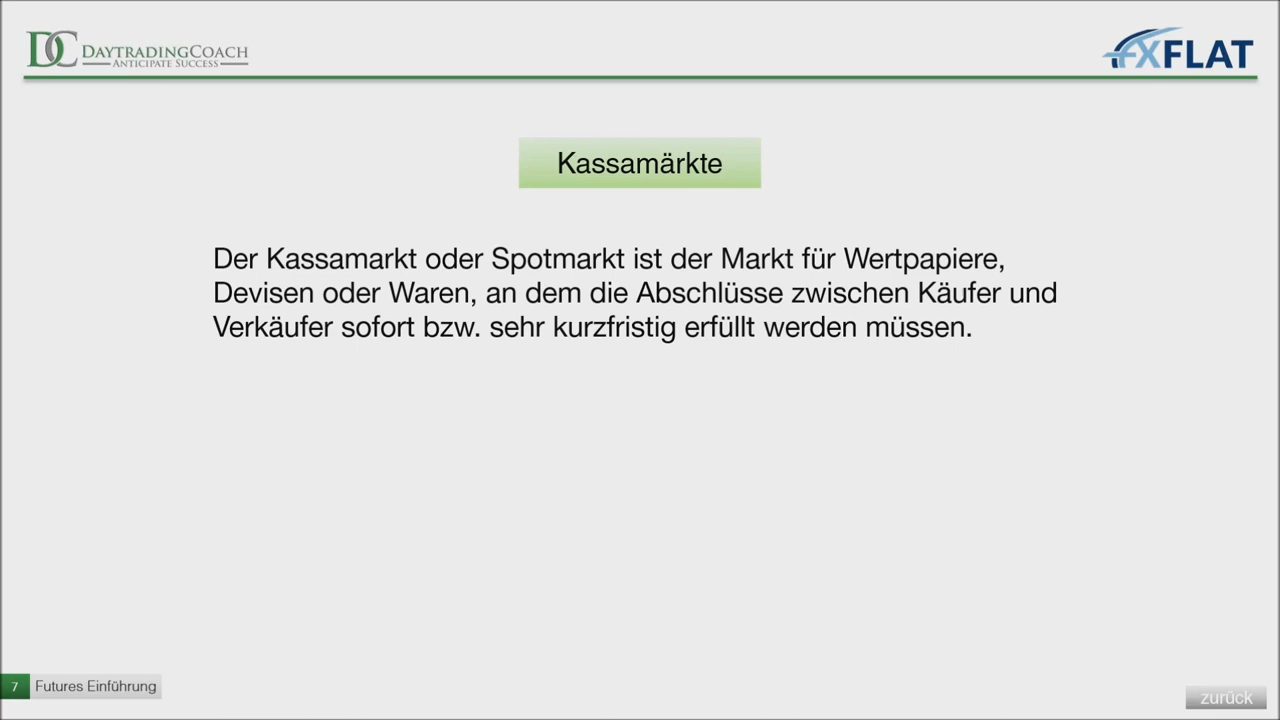 DC DAYTRADINGCOACH
ANTICIPATE SUCCESS
FXFLAT
Kassamärkte
Der Kassamarkt oder Spotmarkt ist der Markt für Wertpapiere,
Devisen oder Waren, an dem die Abschlüsse zwischen Käufer und
Verkäufer sofort bzw. sehr kurzfristig erfüllt werden müssen.
7 Futures Einführung
zurück